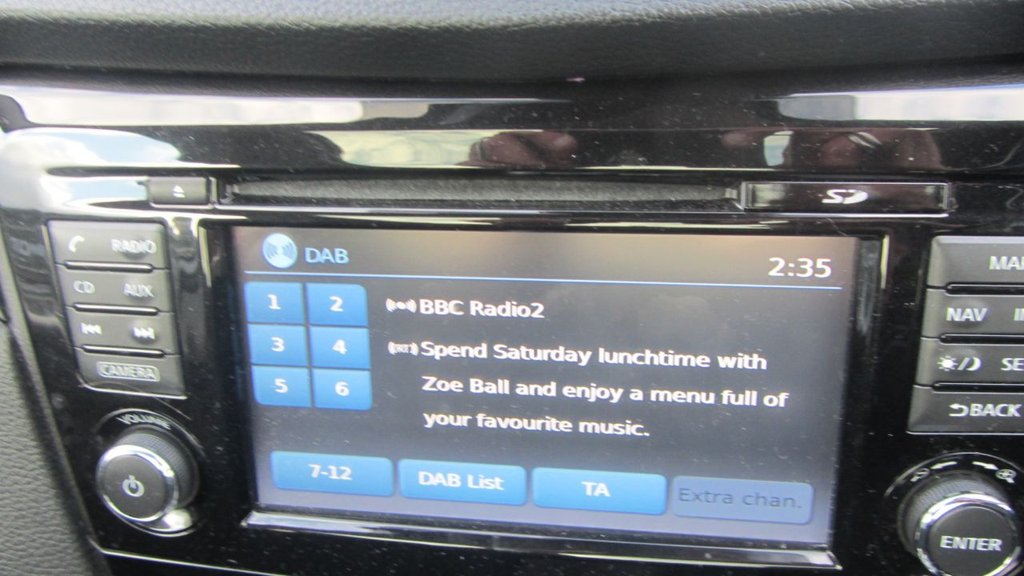 SD
RADIO
CD AUX
CAMERA
VOLUME
DAB
2:35
1 2
3 4
5 6
BBC Radio2
Spend Saturday lunchtime with
Zoe Ball and enjoy a menu full of
your favourite music.
7-12 DAB List TA Extra chan.
MAP
NAV
BACK
ENTER